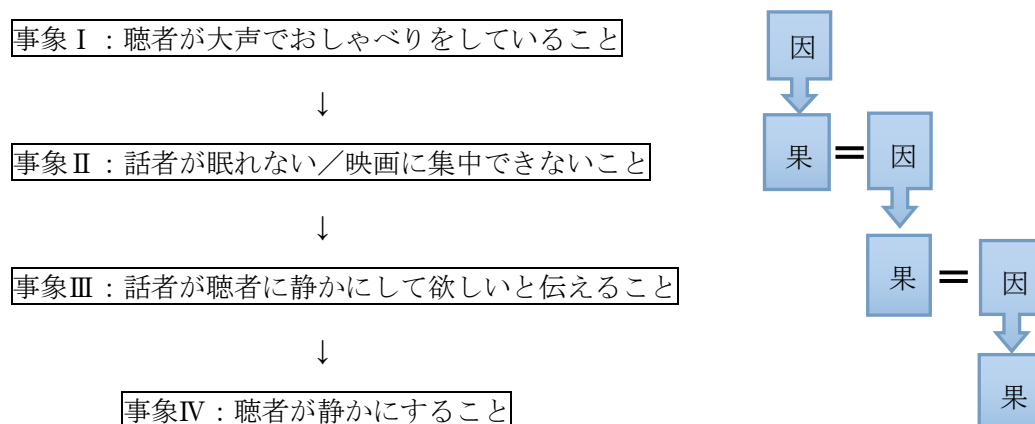 事象Ⅰ：聴者が大声でおしゃべりをしていること
↓
事象Ⅱ：話者が眠れない／映画に集中できないこと
↓
事象Ⅲ：話者が聴者に静かにして欲しいと伝えること
↓
事象Ⅳ：聴者が静かにすること
因
果＝因
果＝因
果